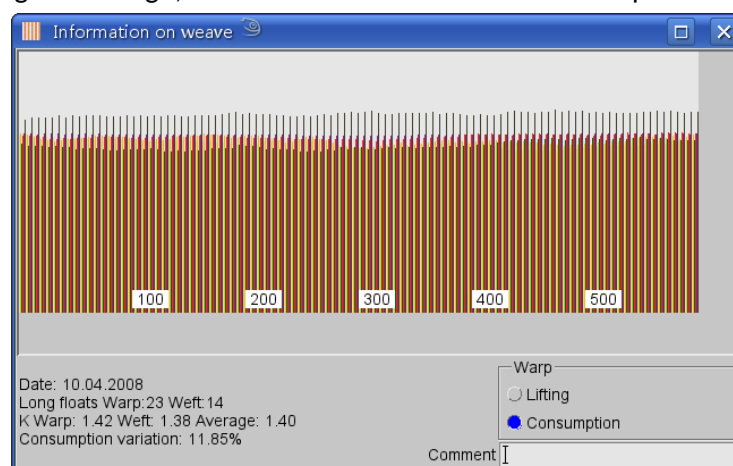 Information on weave
100 200 300 400 500
Date: 10.04.2008
Long floats Warp:23 Weft:14
K Warp: 1.42 Weft: 1.38 Average: 1.40
Consumption variation: 11.85%
Warp
Lifting
Consumption
Comment